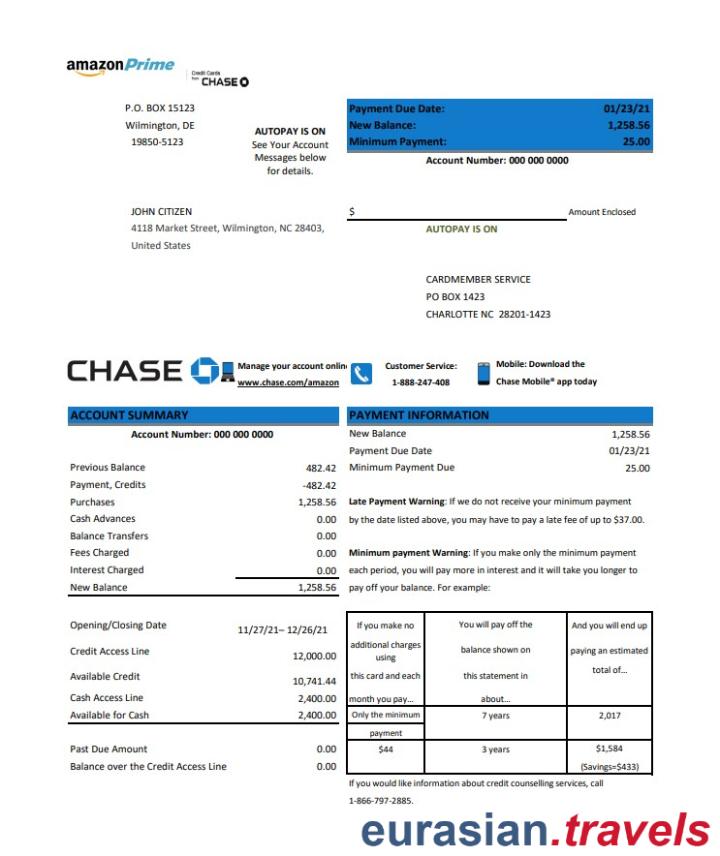 amazon Prime
Credit Cards
from CHASE
P.O. BOX 15123
Wilmington, DE
19850-5123
AUTOPAY IS ON
See Your Account
Messages below
for details.
Payment Due Date: 01/23/21
New Balance: 1,258.56
Minimum Payment: 25.00
Account Number: 000 000 0000
JOHN CITIZEN
4118 Market Street, Wilmington, NC 28403,
United States
$ Amount Enclosed
AUTOPAY IS ON
CARDMEMBER SERVICE
PO BOX 1423
CHARLOTTE NC 28201-1423
CHASE
Manage your account onlin
www.chase.com/amazon
Customer Service:
1-888-247-408
Mobile: Download the
Chase Mobile® app today
ACCOUNT SUMMARY
Account Number: 000 000 0000
Previous Balance 482.42
Payment, Credits -482.42
Purchases 1,258.56
Cash Advances 0.00
Balance Transfers 0.00
Fees Charged 0.00
Interest Charged 0.00
New Balance 1,258.56
Opening/Closing Date 11/27/21– 12/26/21
Credit Access Line 12,000.00
Available Credit 10,741.44
Cash Access Line 2,400.00
Available for Cash 2,400.00
Past Due Amount 0.00
Balance over the Credit Access Line 0.00
PAYMENT INFORMATION
New Balance 1,258.56
Payment Due Date 01/23/21
Minimum Payment Due 25.00
Late Payment Warning: If we do not receive your minimum payment
by the date listed above, you may have to pay a late fee of up to $37.00.
Minimum payment Warning: If you make only the minimum payment
each period, you will pay more in interest and it will take you longer to
pay off your balance. For example:
If you make no
additional charges
using
this card and each
month you pay...
You will pay off the
balance shown on
this statement in
about...
And you will end up
paying an estimated
total of...
Only the minimum
payment
7 years
2,017
$44
3 years
$1,584
(Savings=$433)
If you would like information about credit counselling services, call
1-866-797-2885.
eurasian.travels